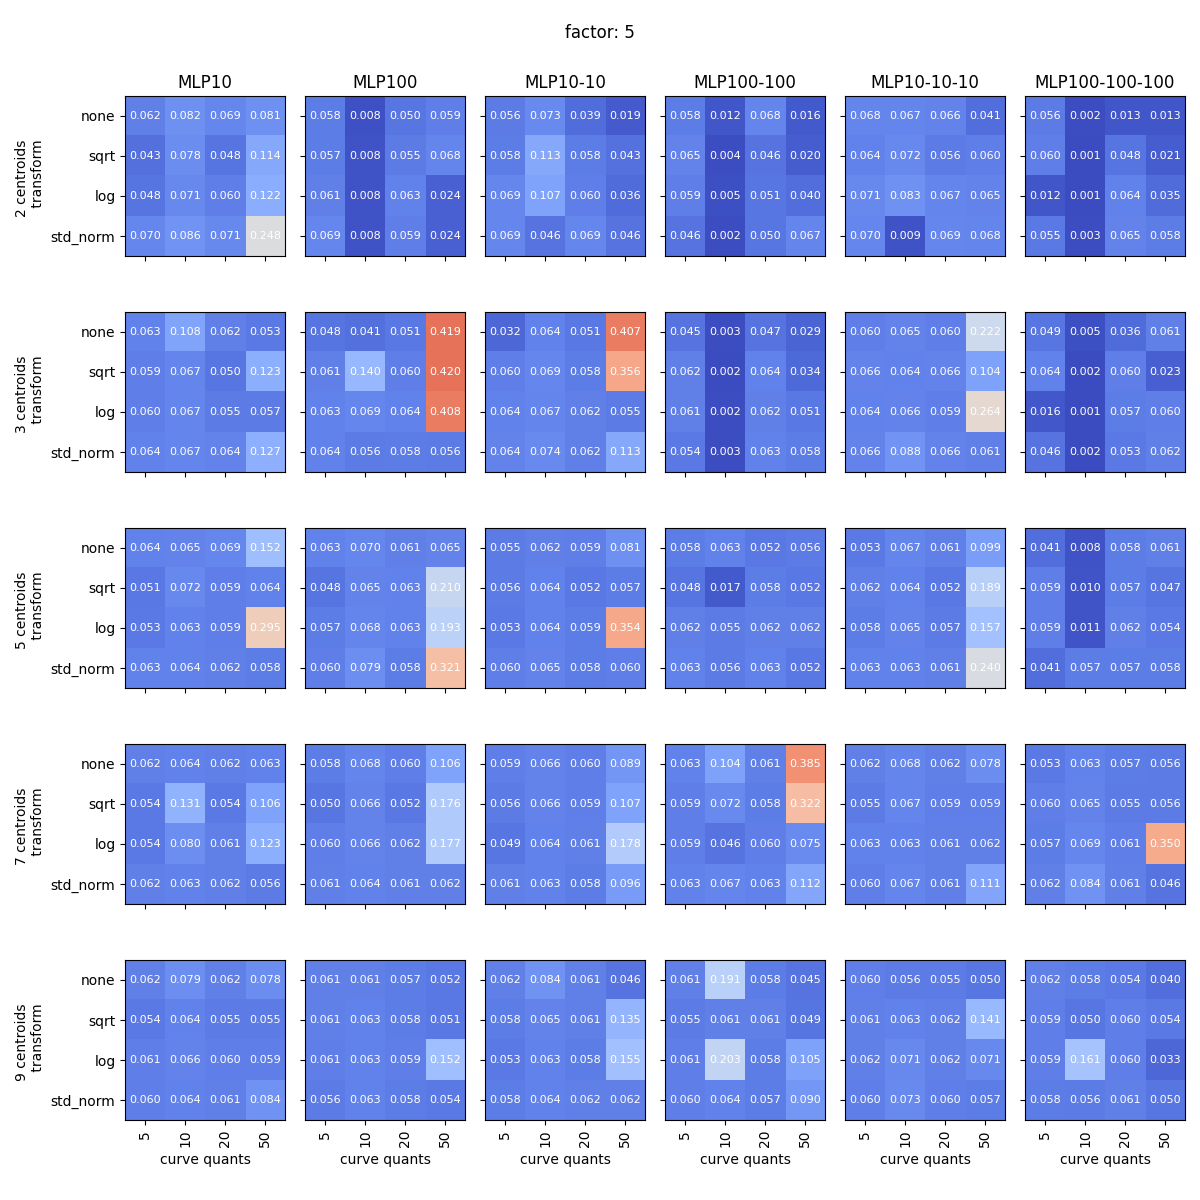 factor: 5
MLP10 MLP100 MLP10-10 MLP100-100 MLP10-10-10 MLP100-100-100
2 centroids
transform
none 0.062 0.082 0.069 0.081 0.058 0.008 0.050 0.059 0.056 0.073 0.039 0.019 0.058 0.012 0.068 0.016 0.068 0.067 0.066 0.041 0.056 0.002 0.013 0.013
sqrt 0.043 0.078 0.048 0.114 0.057 0.008 0.055 0.068 0.058 0.113 0.058 0.043 0.065 0.004 0.046 0.020 0.064 0.072 0.056 0.060 0.060 0.001 0.048 0.021
log 0.048 0.071 0.060 0.122 0.061 0.008 0.063 0.024 0.069 0.107 0.060 0.036 0.059 0.005 0.051 0.040 0.071 0.083 0.067 0.065 0.012 0.001 0.064 0.035
std_norm 0.070 0.086 0.071 0.248 0.069 0.008 0.059 0.024 0.069 0.046 0.069 0.046 0.046 0.002 0.050 0.067 0.070 0.009 0.069 0.068 0.055 0.003 0.065 0.058
3 centroids
transform
none 0.063 0.108 0.062 0.053 0.048 0.041 0.051 0.419 0.032 0.064 0.051 0.407 0.045 0.003 0.047 0.029 0.060 0.065 0.060 0.222 0.049 0.005 0.036 0.061
sqrt 0.059 0.067 0.050 0.123 0.061 0.140 0.060 0.420 0.060 0.069 0.058 0.356 0.062 0.002 0.064 0.034 0.066 0.064 0.066 0.104 0.064 0.002 0.060 0.023
log 0.060 0.067 0.055 0.057 0.063 0.069 0.064 0.408 0.064 0.067 0.062 0.055 0.061 0.002 0.062 0.051 0.064 0.066 0.059 0.264 0.016 0.001 0.057 0.060
std_norm 0.064 0.067 0.064 0.127 0.064 0.056 0.058 0.056 0.064 0.074 0.062 0.113 0.054 0.003 0.063 0.058 0.066 0.088 0.066 0.061 0.046 0.002 0.053 0.062
5 centroids
transform
none 0.064 0.065 0.069 0.152 0.063 0.070 0.061 0.065 0.055 0.062 0.059 0.081 0.058 0.063 0.052 0.056 0.053 0.067 0.061 0.099 0.041 0.008 0.058 0.061
sqrt 0.051 0.072 0.059 0.064 0.048 0.065 0.063 0.210 0.056 0.064 0.052 0.057 0.048 0.017 0.058 0.052 0.062 0.064 0.052 0.189 0.059 0.010 0.057 0.047
log 0.053 0.063 0.059 0.295 0.057 0.068 0.063 0.193 0.053 0.064 0.059 0.354 0.062 0.055 0.062 0.062 0.058 0.065 0.057 0.157 0.059 0.011 0.062 0.054
std_norm 0.063 0.064 0.062 0.058 0.060 0.079 0.058 0.321 0.060 0.065 0.058 0.060 0.063 0.056 0.063 0.052 0.063 0.063 0.061 0.240 0.041 0.057 0.057 0.058
7 centroids
transform
none 0.062 0.064 0.062 0.063 0.058 0.068 0.060 0.106 0.059 0.066 0.060 0.089 0.063 0.104 0.061 0.385 0.062 0.068 0.062 0.078 0.053 0.063 0.057 0.056
sqrt 0.054 0.131 0.054 0.106 0.050 0.066 0.052 0.176 0.056 0.066 0.059 0.107 0.059 0.072 0.058 0.322 0.055 0.067 0.059 0.059 0.060 0.065 0.055 0.056
log 0.054 0.080 0.061 0.123 0.060 0.066 0.062 0.177 0.049 0.064 0.061 0.178 0.059 0.046 0.060 0.075 0.063 0.063 0.061 0.062 0.057 0.069 0.061 0.350
std_norm 0.062 0.063 0.062 0.056 0.061 0.064 0.061 0.062 0.061 0.063 0.058 0.096 0.063 0.067 0.063 0.112 0.060 0.067 0.061 0.111 0.062 0.084 0.061 0.046
9 centroids
transform
none 0.062 0.079 0.062 0.078 0.061 0.061 0.057 0.052 0.062 0.084 0.061 0.046 0.061 0.191 0.058 0.045 0.060 0.056 0.055 0.050 0.062 0.058 0.054 0.040
sqrt 0.054 0.064 0.055 0.055 0.061 0.063 0.058 0.051 0.058 0.065 0.061 0.135 0.055 0.061 0.061 0.049 0.061 0.063 0.062 0.141 0.059 0.050 0.060 0.054
log 0.061 0.066 0.060 0.059 0.061 0.063 0.059 0.152 0.053 0.063 0.058 0.155 0.061 0.203 0.058 0.105 0.062 0.071 0.062 0.071 0.059 0.161 0.060 0.033
std_norm 0.060 0.064 0.061 0.084 0.056 0.063 0.058 0.054 0.058 0.064 0.062 0.062 0.060 0.064 0.057 0.090 0.060 0.073 0.060 0.057 0.058 0.056 0.061 0.050
5 10 20 50 5 10 20 50 5 10 20 50 5 10 20 50 5 10 20 50 5 10 20 50
curve quants curve quants curve quants curve quants curve quants curve quants